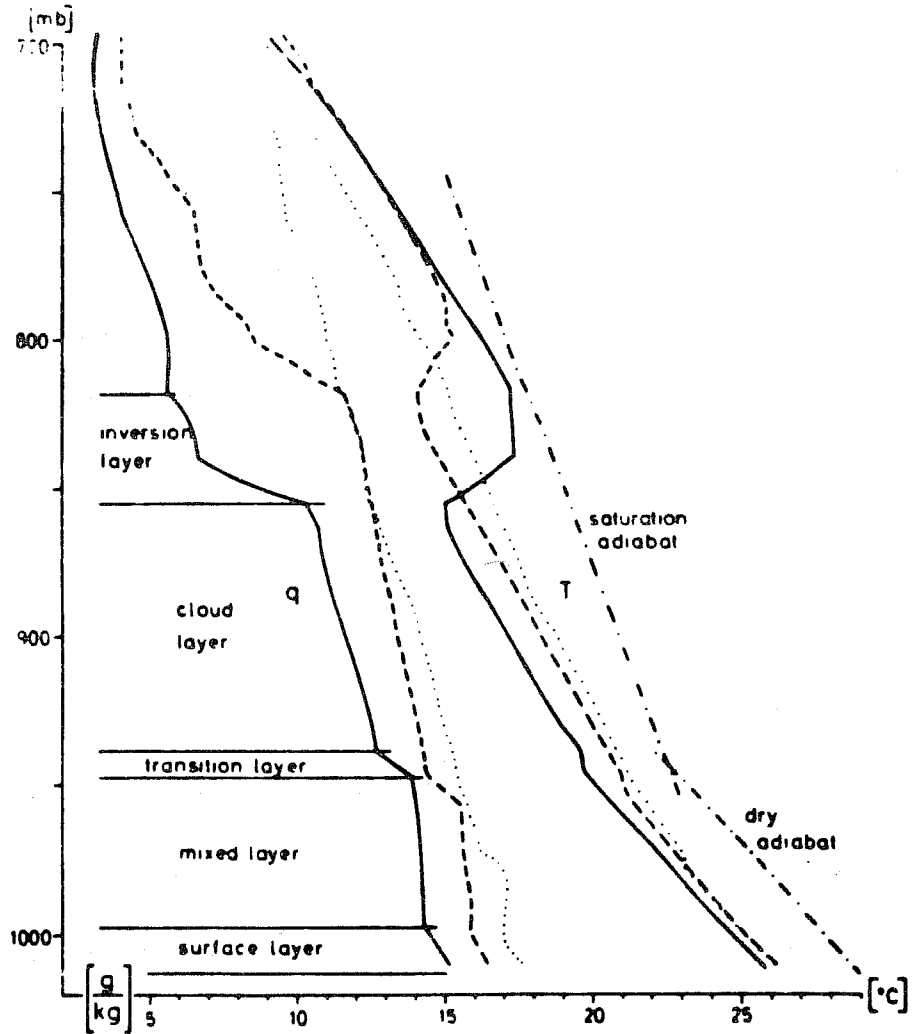 [mb]
700
800
inversion
layer
saturation
adiabat
q
T
cloud
layer
900
transition layer
dry
adiabat
mixed layer
1000
surface layer
[g/kg]
5
10
15
20
25
[°C]